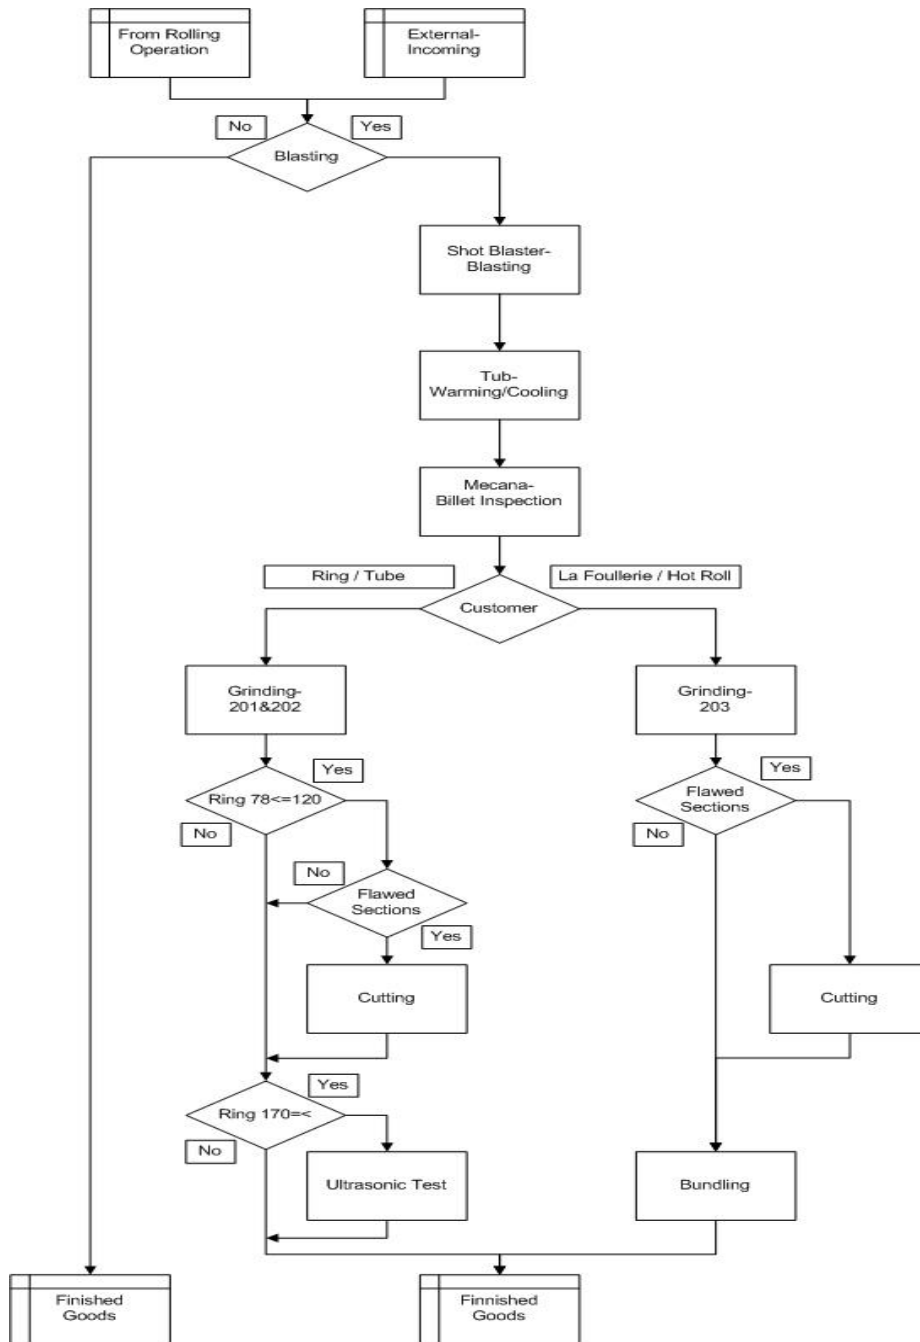 From Rolling
Operation
External-
Incoming
No
Yes
Blasting
Shot Blaster-
Blasting
Tub-
Warming/Cooling
Mecana-
Billet Inspection
Ring / Tube
La Foullerie / Hot Roll
Customer
Grinding-
201&202
Grinding-
203
Yes
Ring 78<=120
No
Yes
Flawed
Sections
No
No
Flawed
Sections
Yes
Cutting
Cutting
Yes
Ring 170=<
No
Ultrasonic Test
Bundling
Finished
Goods
Finnished
Goods